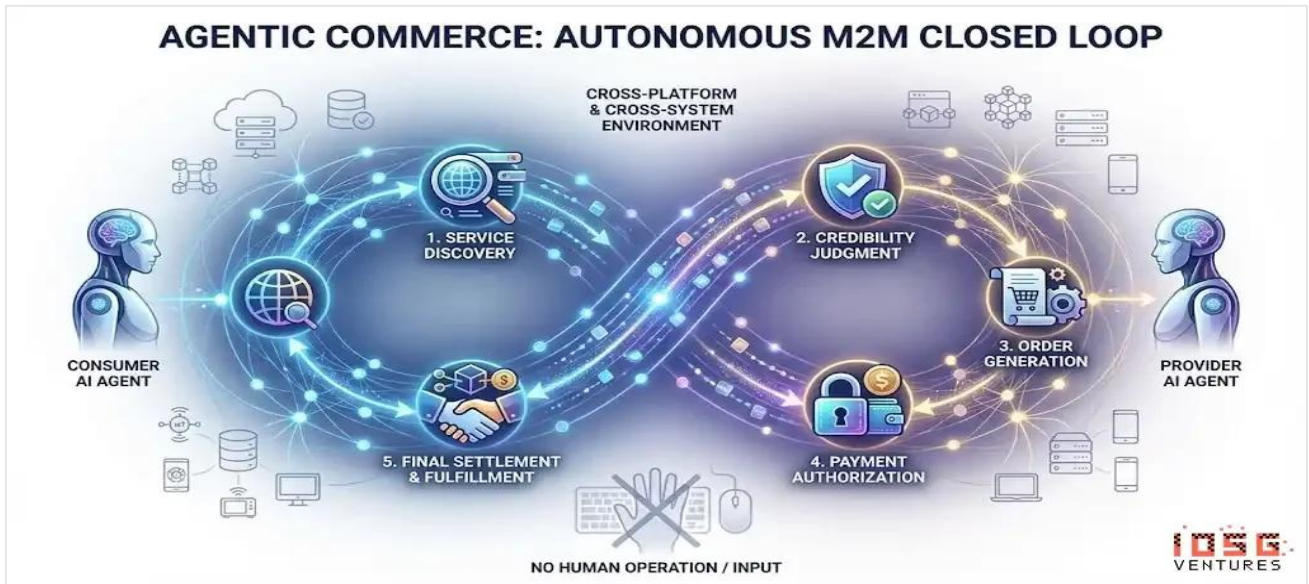 AGENTIC COMMERCE: AUTONOMOUS M2M CLOSED LOOP
CROSS-PLATFORM
& CROSS-SYSTEM
ENVIRONMENT
1. SERVICE
DISCOVERY
2. CREDIBILITY
JUDGMENT
3. ORDER
GENERATION
CONSUMER
AI AGENT
PROVIDER
AI AGENT
5. FINAL SETTLEMENT
& FULFILLMENT
4. PAYMENT
AUTHORIZATION
NO HUMAN OPERATION / INPUT
IOSG
VENTURES